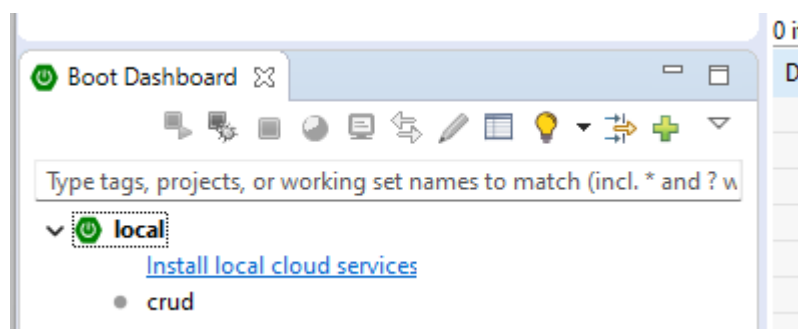 0 i
Boot Dashboard
D
Type tags, projects, or working set names to match (incl. * and ? w
local
Install local cloud services
crud